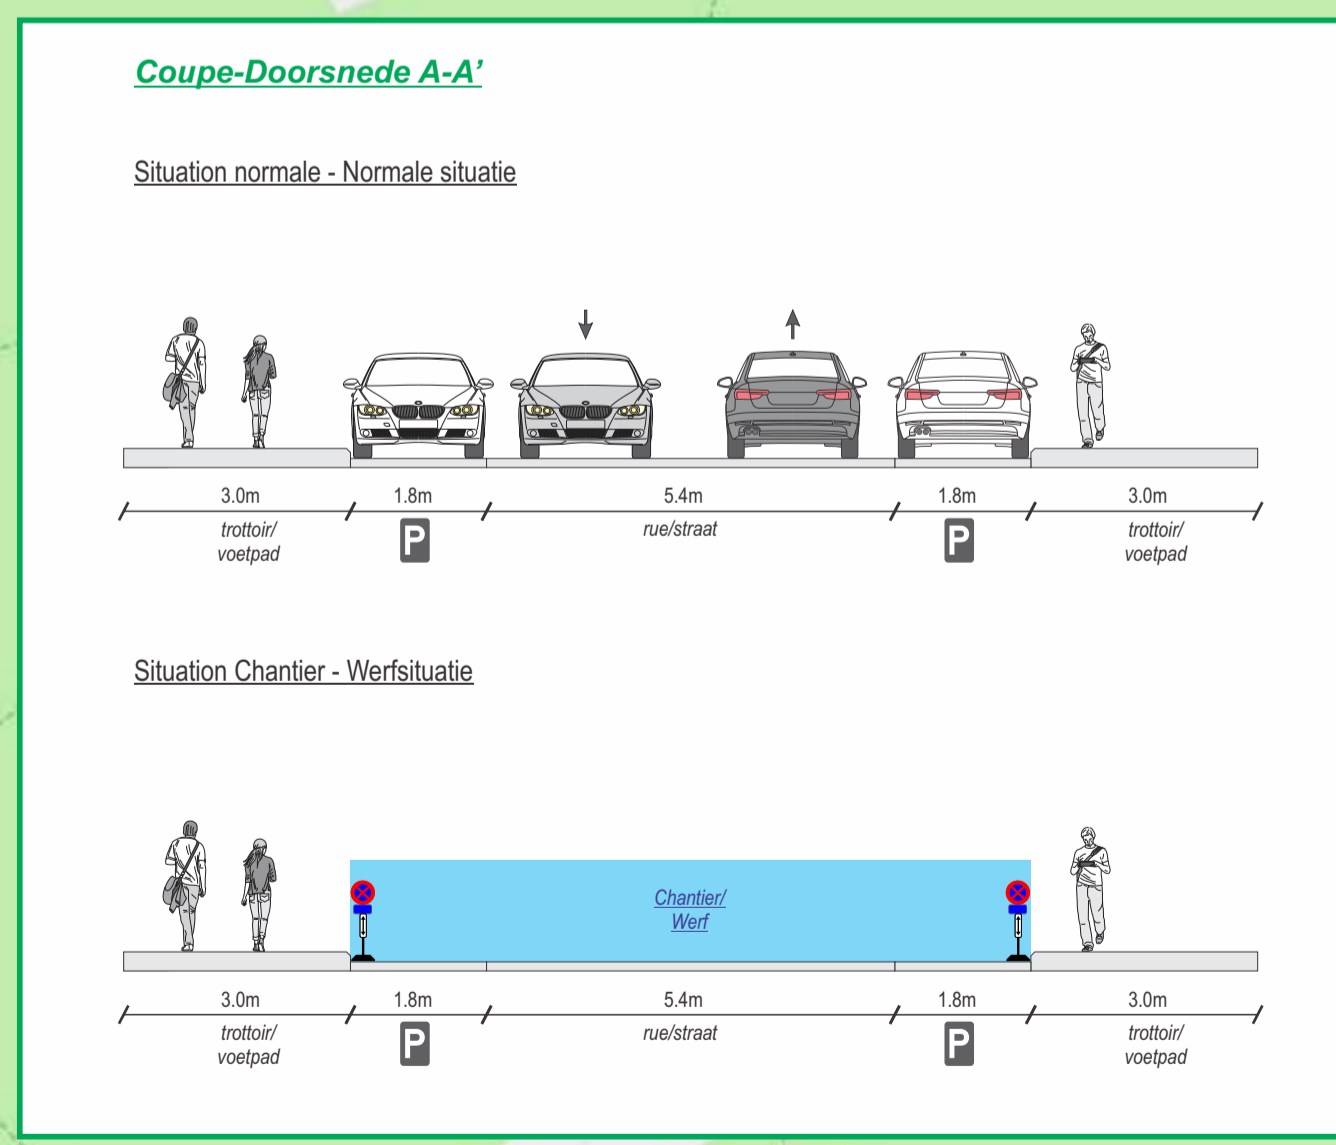 Coupe-Doorsnede A-A'
Situation normale - Normale situatie
3.0m 1.8m 5.4m 1.8m 3.0m
trottoir/ voetpad P rue/straat P trottoir/ voetpad
Situation Chantier - Werfsituatie
Chantier/
Werf
3.0m 1.8m 5.4m 1.8m 3.0m
trottoir/ voetpad P rue/straat P trottoir/ voetpad